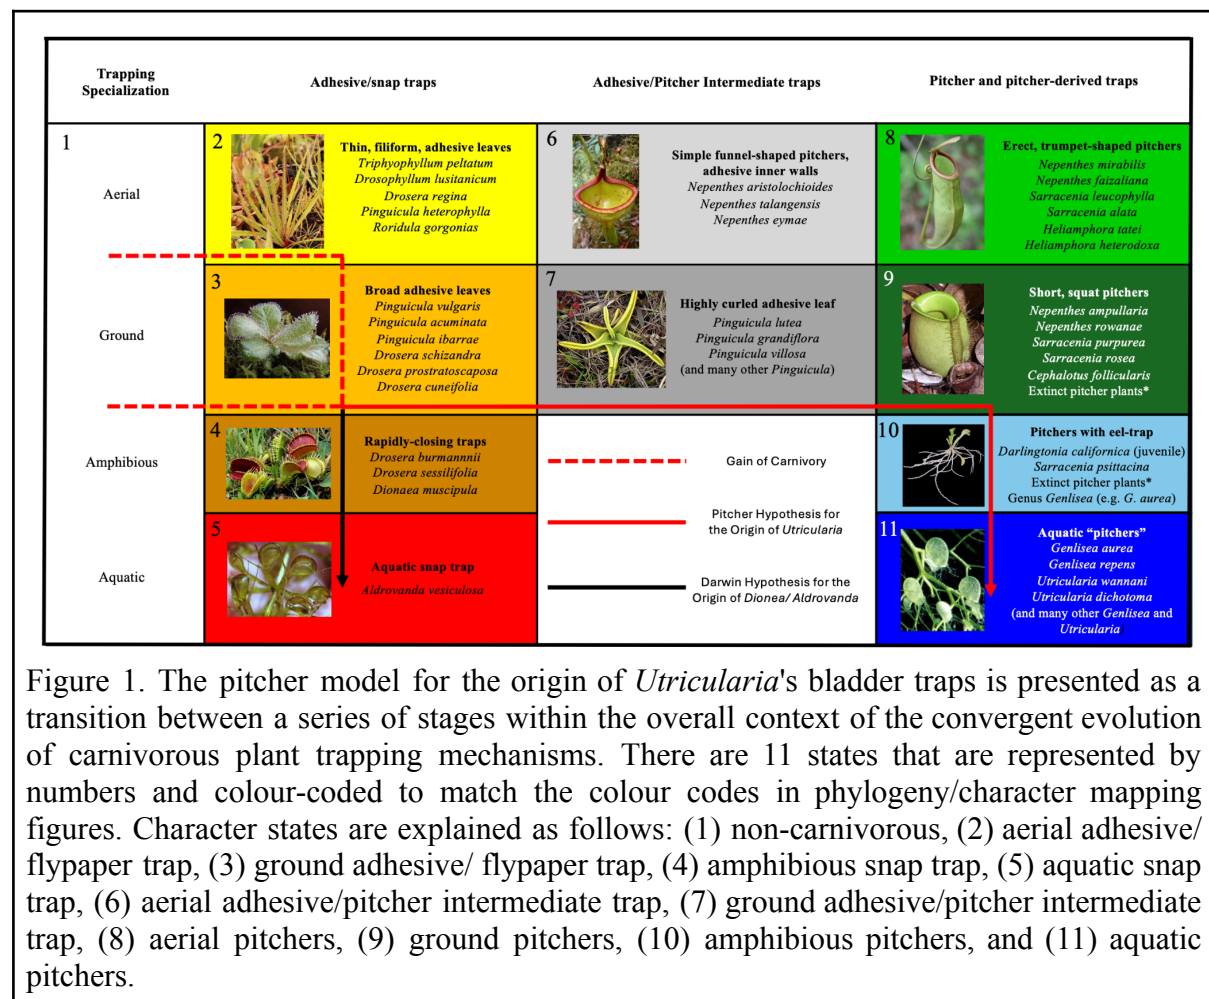 Trapping
Specialization
Adhesive/snap traps
Adhesive/Pitcher Intermediate traps
Pitcher and pitcher-derived traps
1
Aerial
2
Thin, filiform, adhesive leaves
Triphyophyllum peltatum
Drosophyllum lusitanicum
Drosera regina
Pinguicula heterophylla
Roridula gorgonias
6
Simple funnel-shaped pitchers,
adhesive inner walls
Nepenthes aristolochioides
Nepenthes talangensis
Nepenthes eymae
8
Erect, trumpet-shaped pitchers
Nepenthes mirabilis
Nepenthes faizaliana
Sarracenia leucophylla
Sarracenia alata
Heliamphora tatei
Heliamphora heterodoxa
Ground
3
Broad adhesive leaves
Pinguicula vulgaris
Pinguicula acuminata
Pinguicula ibarrae
Drosera schizandra
Drosera prostratoscaposa
Drosera cuneifolia
7
Highly curled adhesive leaf
Pinguicula lutea
Pinguicula grandiflora
Pinguicula villosa
(and many other Pinguicula)
9
Short, squat pitchers
Nepenthes ampullaria
Nepenthes rowanae
Sarracenia purpurea
Sarracenia rosea
Cephalotus follicularis
Extinct pitcher plants*
Amphibious
4
Rapidly-closing traps
Drosera burmannnii
Drosera sessilifolia
Dionaea muscipula
Gain of Carnivory
10
Pitchers with eel-trap
Darlingtonia californica (juvenile)
Sarracenia psittacina
Extinct pitcher plants*
Genus Genlisea (e.g. G. aurea)
Pitcher Hypothesis for
the Origin of Utricularia
Aquatic
5
Aquatic snap trap
Aldrovanda vesiculosa
Darwin Hypothesis for the
Origin of Dionea/ Aldrovanda
11
Aquatic “pitchers”
Genlisea aurea
Genlisea repens
Utricularia wannani
Utricularia dichotoma
(and many other Genlisea and
Utricularia)
Figure 1. The pitcher model for the origin of Utricularia's bladder traps is presented as a
transition between a series of stages within the overall context of the convergent evolution
of carnivorous plant trapping mechanisms. There are 11 states that are represented by
numbers and colour-coded to match the colour codes in phylogeny/character mapping
figures. Character states are explained as follows: (1) non-carnivorous, (2) aerial adhesive/
flypaper trap, (3) ground adhesive/ flypaper trap, (4) amphibious snap trap, (5) aquatic snap
trap, (6) aerial adhesive/pitcher intermediate trap, (7) ground adhesive/pitcher intermediate
trap, (8) aerial pitchers, (9) ground pitchers, (10) amphibious pitchers, and (11) aquatic
pitchers.